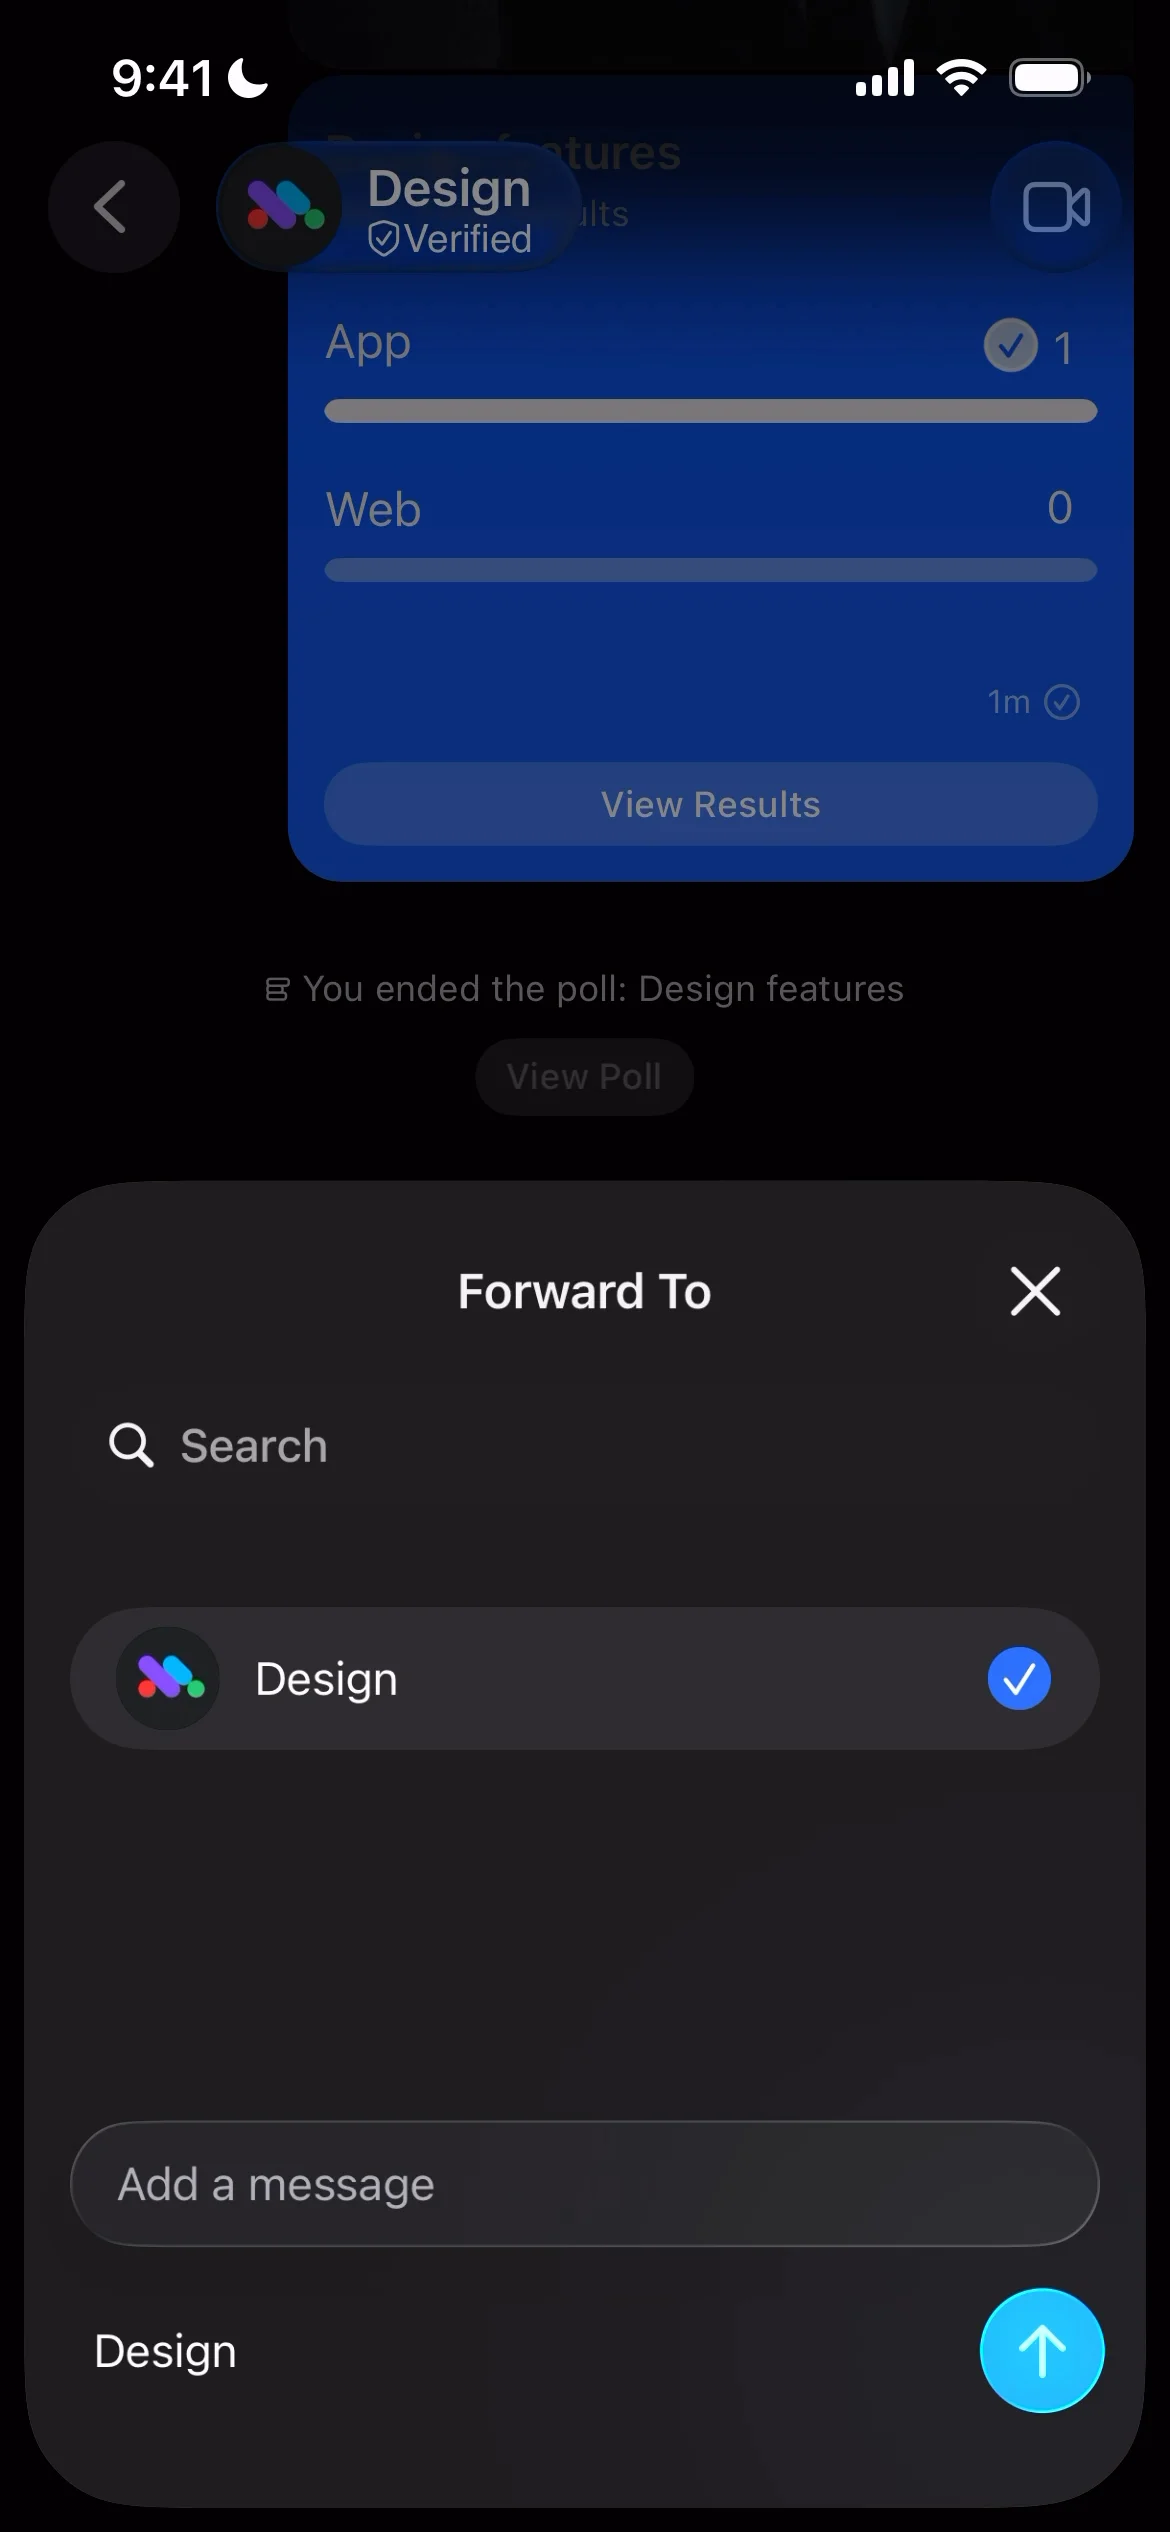 9:41
Design
Verified
App 1
Web 0
1m
View Results
You ended the poll: Design features
View Poll
Forward To
Search
Design
Add a message
Design